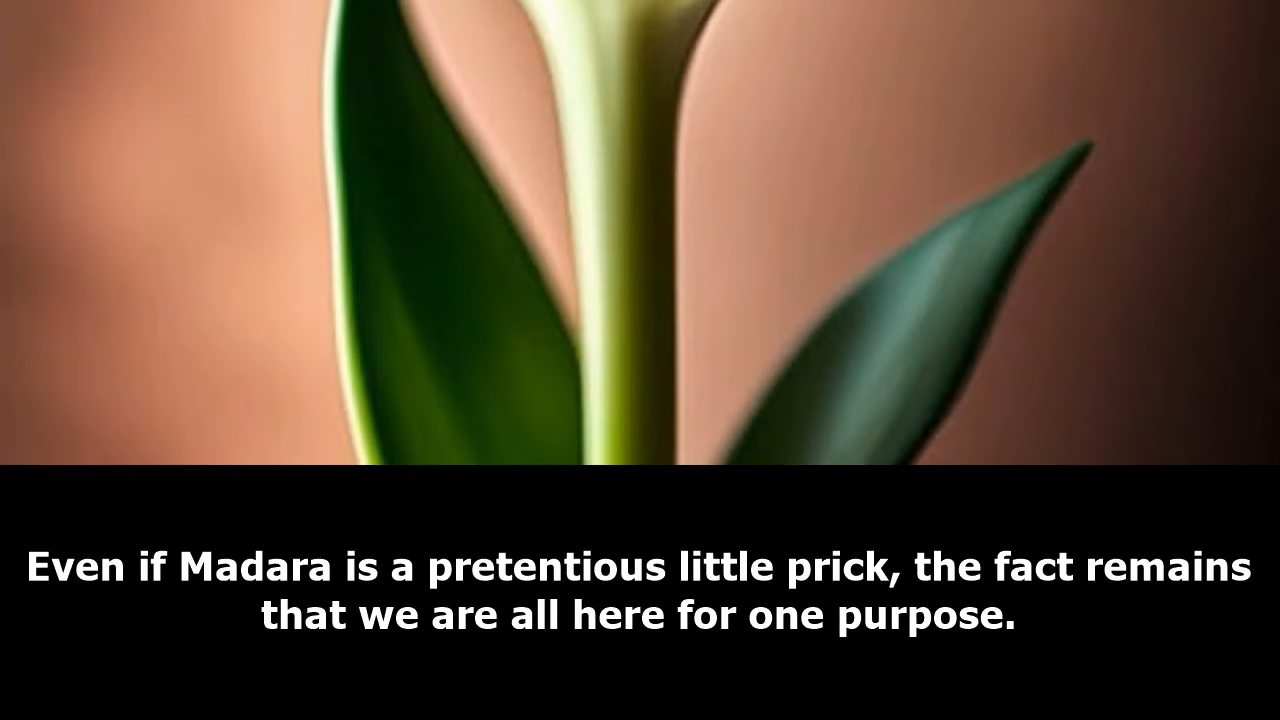 Even if Madara is a pretentious little prick, the fact remains
that we are all here for one purpose.